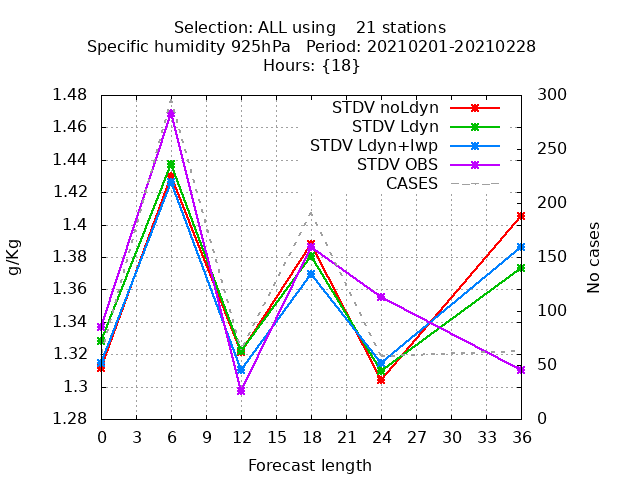 Selection: ALL using    21 stations
Specific humidity 925hPa   Period: 20210201-20210228
Hours: {18}
STDV noLdyn
STDV Ldyn
STDV Ldyn+lwp
STDV OBS
CASES
g/Kg
1.48
1.46
1.44
1.42
1.4
1.38
1.36
1.34
1.32
1.3
1.28
No cases
300
250
200
150
100
50
0
0 3 6 9 12 15 18 21 24 27 30 33 36
Forecast length